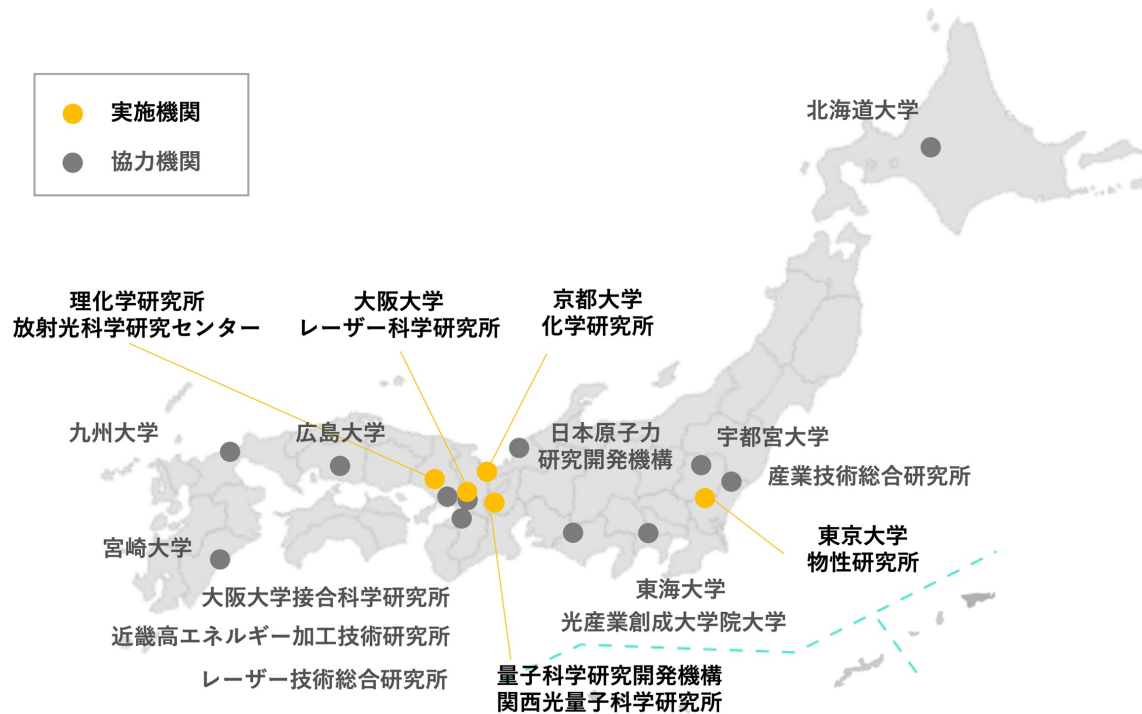 実施機関
協力機関
北海道大学
理化学研究所
放射光科学研究センター
大阪大学
レーザー科学研究所
京都大学
化学研究所
九州大学
広島大学
日本原子力
研究開発機構
宇都宮大学
産業技術総合研究所
東京大学
物性研究所
宮崎大学
大阪大学接合科学研究所
近畿高エネルギー加工技術研究所
レーザー技術総合研究所
東海大学
光産業創成大学院大学
量子科学研究開発機構
関西光量子科学研究所